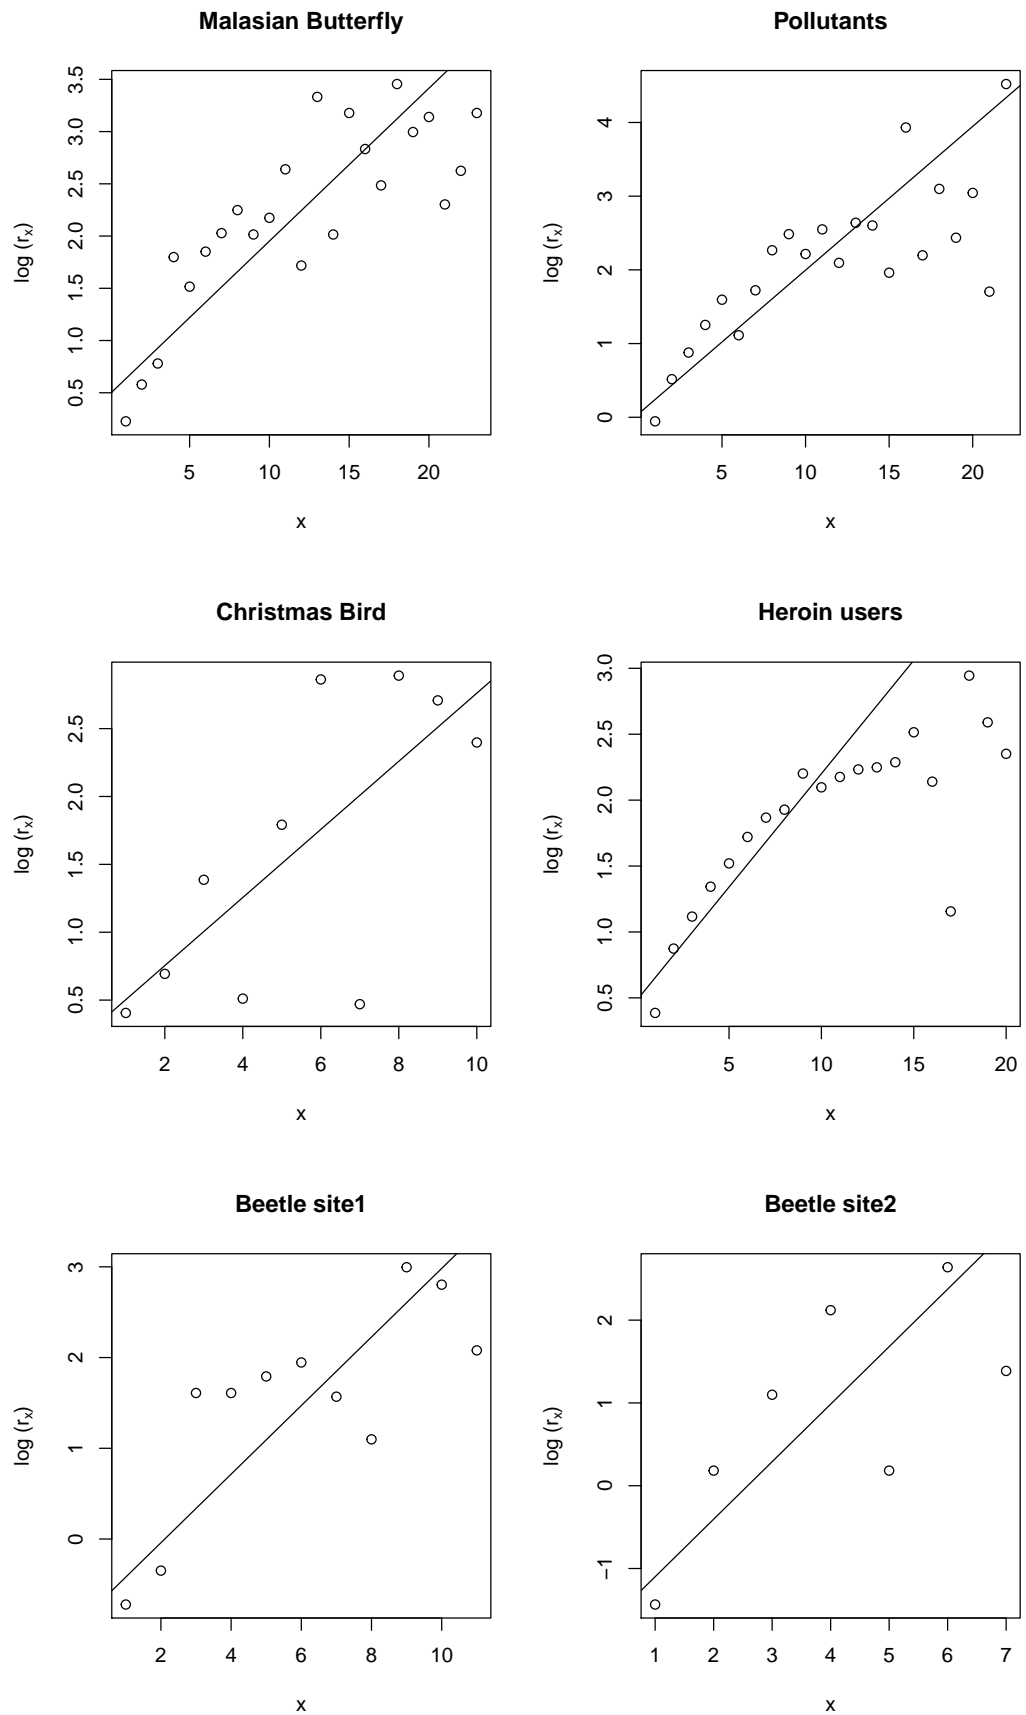 Malasian Butterfly
3.5
3.0
2.5
2.0
1.5
1.0
0.5
log (rₓ)
5 10 15 20
x
Pollutants
4
3
2
1
0
log (rₓ)
5 10 15 20
x
Christmas Bird
2.5
2.0
1.5
1.0
0.5
log (rₓ)
2 4 6 8 10
x
Heroin users
3.0
2.5
2.0
1.5
1.0
0.5
log (rₓ)
5 10 15 20
x
Beetle site1
3
2
1
0
log (rₓ)
2 4 6 8 10
x
Beetle site2
2
1
0
−1
log (rₓ)
1 2 3 4 5 6 7
x